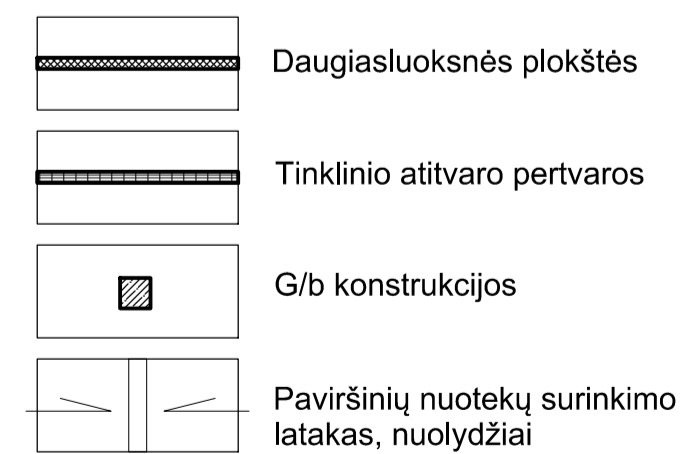 Daugiasluoksnės plokštės
Tinklinio atitvaro pertvaros
G/b konstrukcijos
Paviršinių nuotekų surinkimo
latakas, nuolydžiai